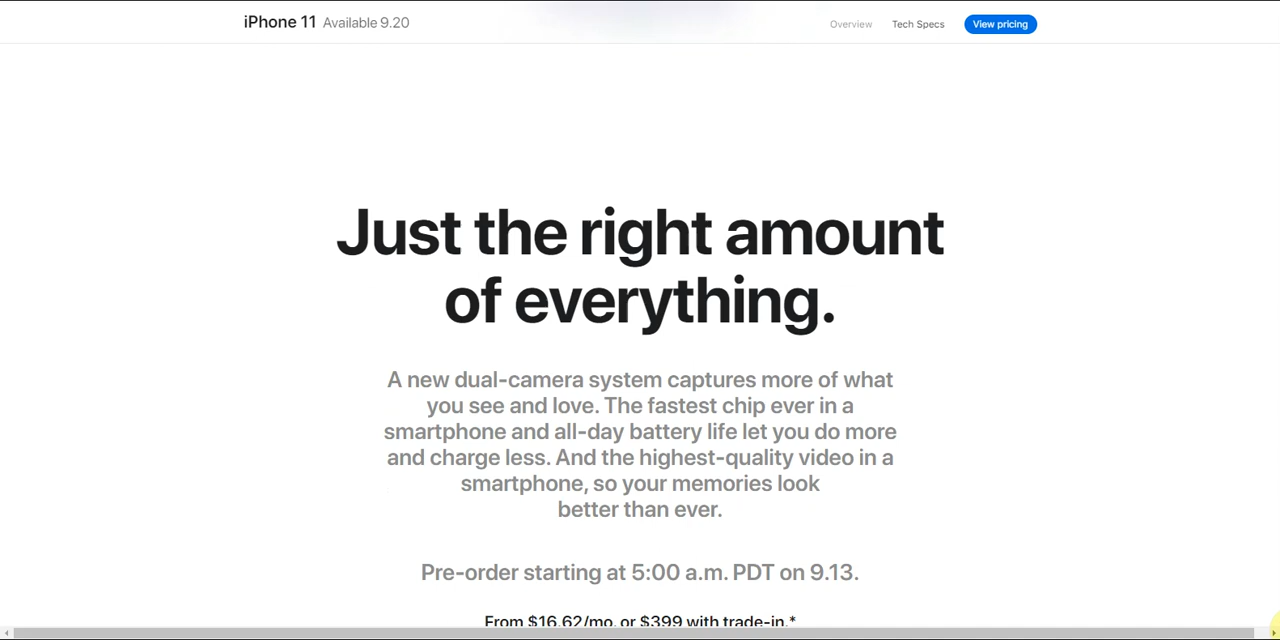 iPhone 11 Available 9.20
Overview Tech Specs View pricing
Just the right amount
of everything.
A new dual-camera system captures more of what
you see and love. The fastest chip ever in a
smartphone and all-day battery life let you do more
and charge less. And the highest-quality video in a
smartphone, so your memories look
better than ever.
Pre-order starting at 5:00 a.m. PDT on 9.13.
From $16.62/mo. or $399 with trade-in.*